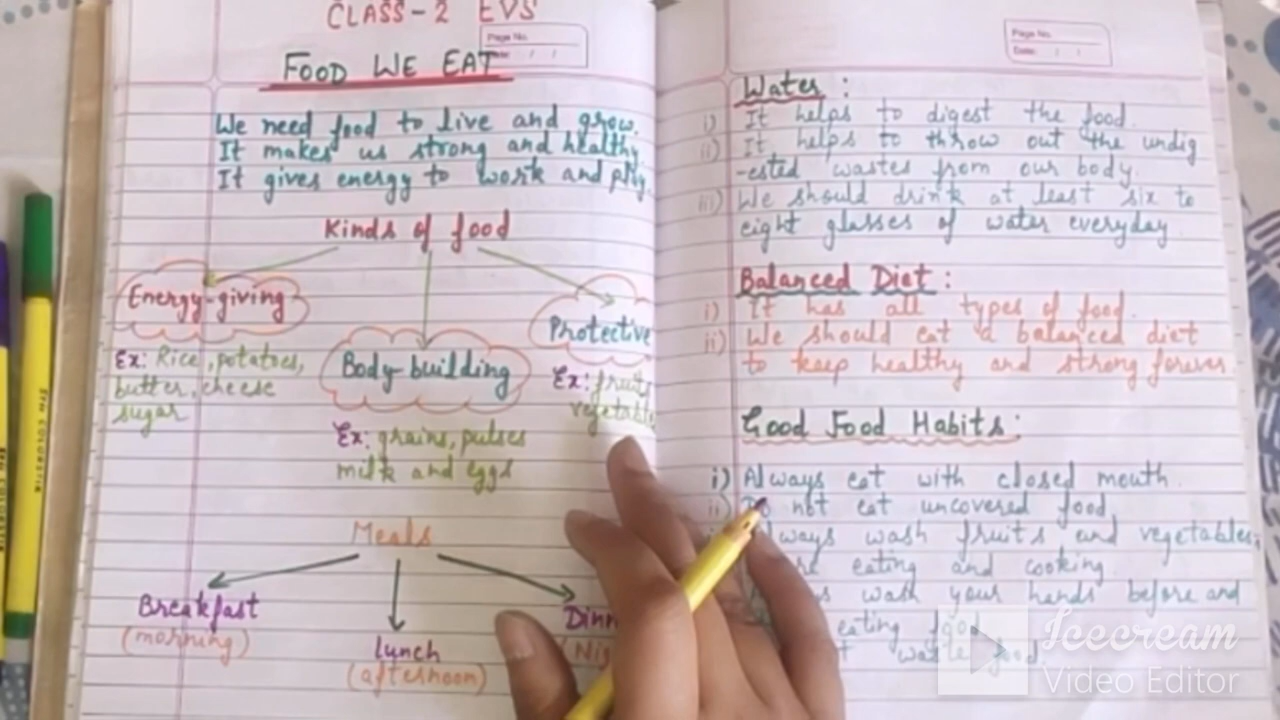 CLASS-2 EVS
Page No.
Date: / /
FOOD WE EAT
We need food to live and grow.
It makes us strong and healthy
It gives energy to work and play.
Kinds of food
Energy-giving
Ex: Rice, potatoes,
butter, cheese
sugar
Body-building
Ex: grains, pulses
milk and eggs
Protective
Ex: fruits
Meals
Breakfast
(morning)
Lunch
(afternoon)
Page No.
Date: / /
Water:
i) It helps to digest the food.
ii) It helps to throw out the undig
-ested wastes from our body.
iii) We should drink at least six to
eight glasses of water everyday.
Balanced Diet:
i) It has all types of food.
ii) We should eat a balanced diet
to keep healthy and strong forever
Good Food Habits:
i) Always eat with closed mouth.
ii) Do not eat uncovered food.
Always wash fruits and vegetables,
eating and cooking.
wash your hands before and
eating food
waste food
Icecream
Video Editor